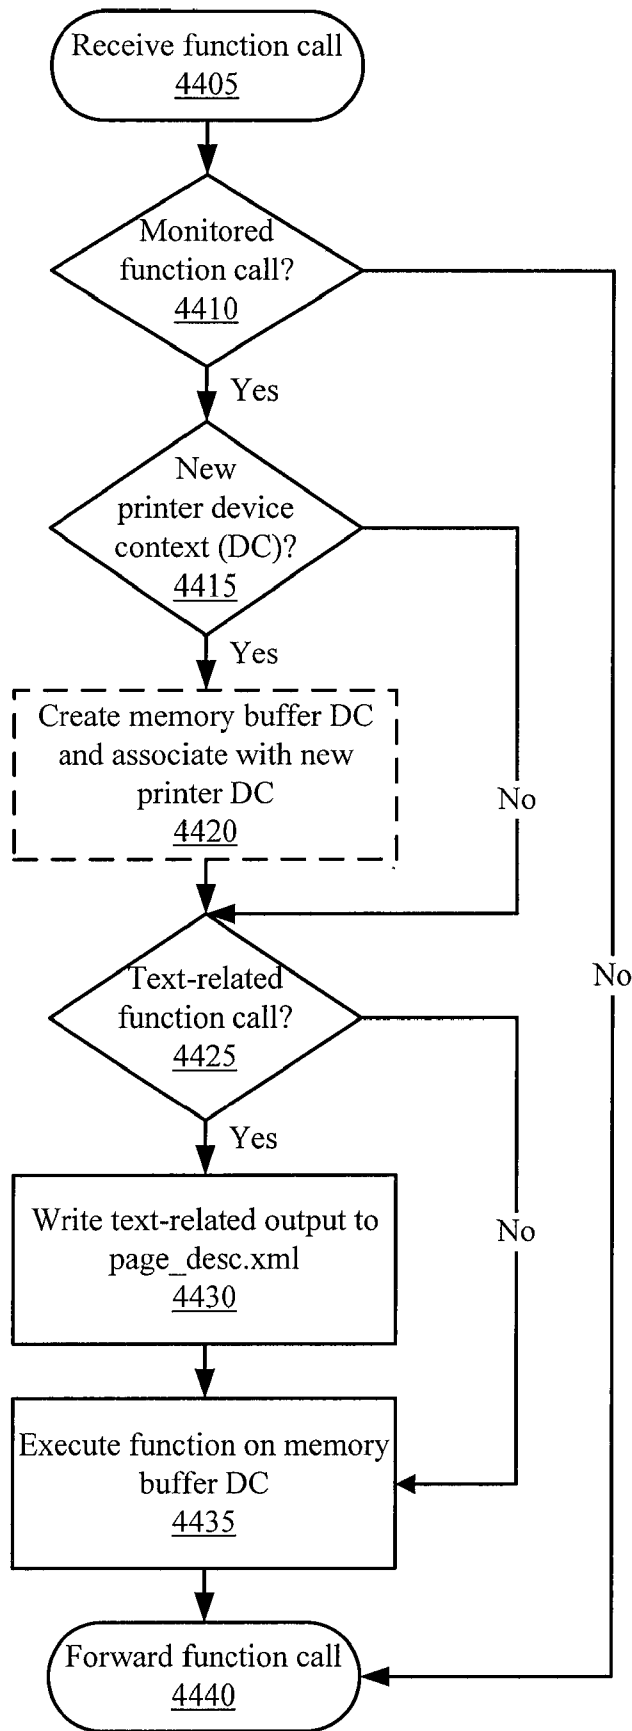 Receive function call
4405
Monitored
function call?
4410
Yes
New
printer device
context (DC)?
4415
Yes
Create memory buffer DC
and associate with new
printer DC
4420
No
Text-related
function call?
4425
No
Yes
Write text-related output to
page_desc.xml
4430
No
Execute function on memory
buffer DC
4435
Forward function call
4440